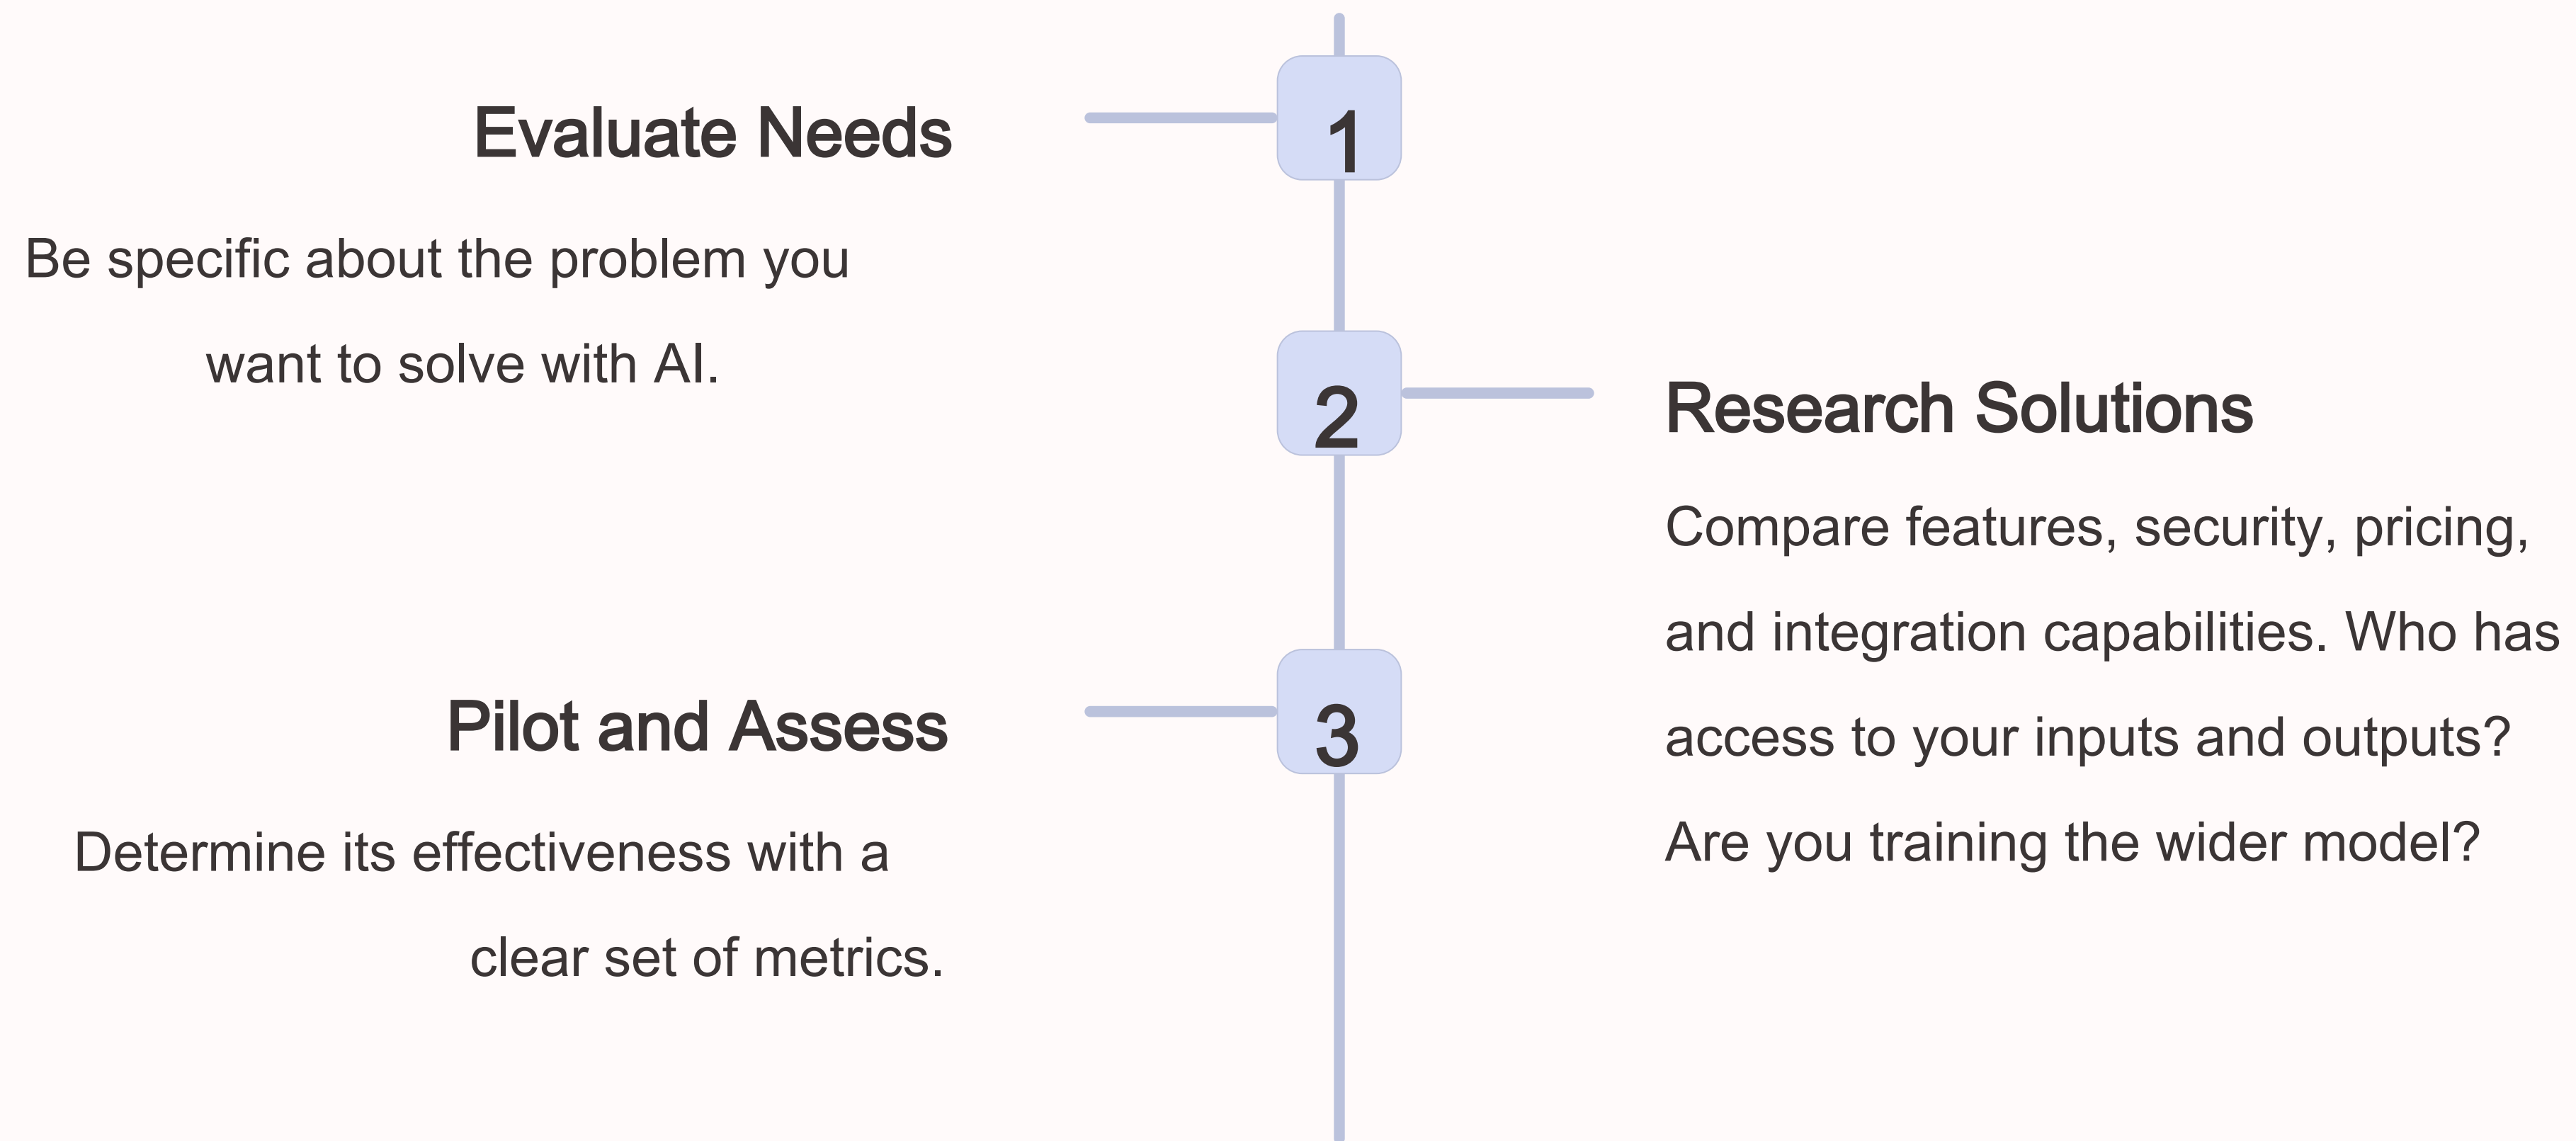 1
Evaluate Needs
Be specific about the problem you
want to solve with AI.
2
Research Solutions
Compare features, security, pricing,
and integration capabilities. Who has
access to your inputs and outputs?
Are you training the wider model?
3
Pilot and Assess
Determine its effectiveness with a
clear set of metrics.